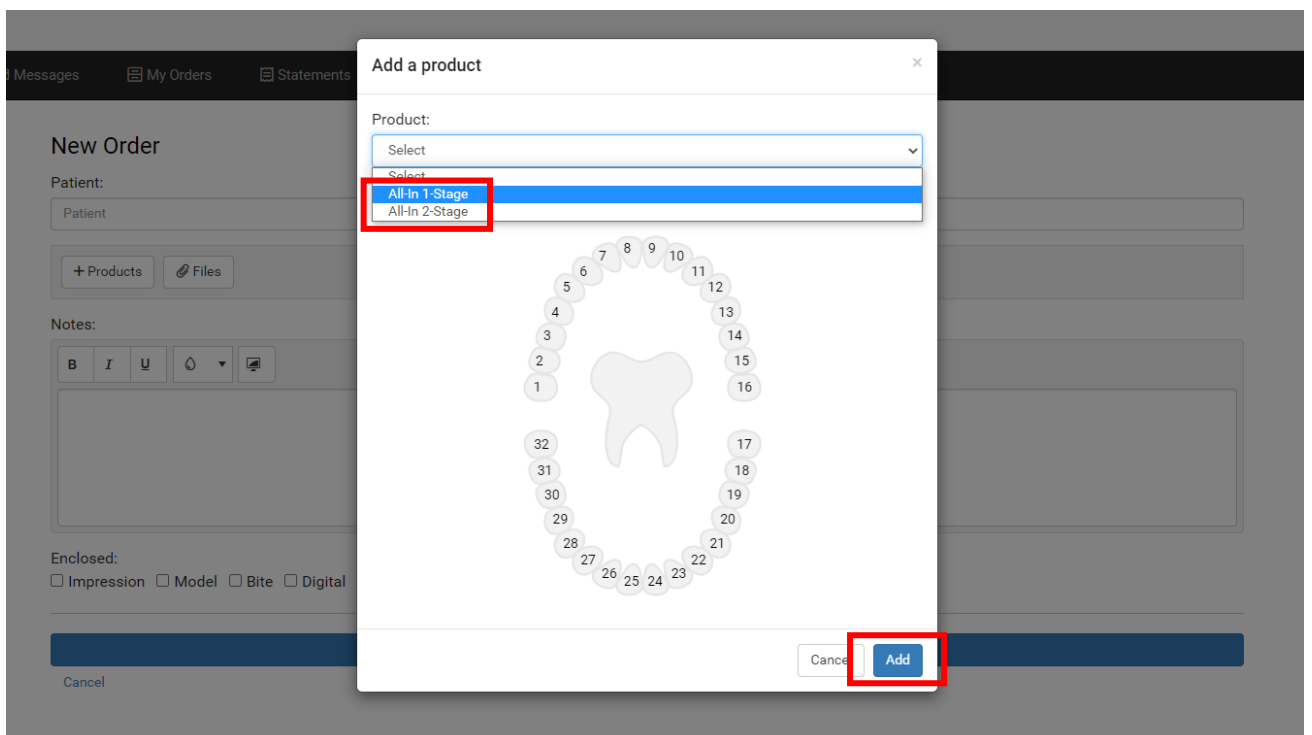 Messages My Orders Statements
New Order
Patient:
Patient
+ Products Files
Notes:
B I U
Enclosed:
Impression Model Bite Digital
Cancel
Add a product ×
Product:
Select
Select
All-In 1-Stage
All-In 2-Stage
8 9
7 10
6 11
5 12
4 13
3 14
2 15
1 16
32 17
31 18
30 19
29 20
28 21
27 22
26 25 24 23
Cancel Add